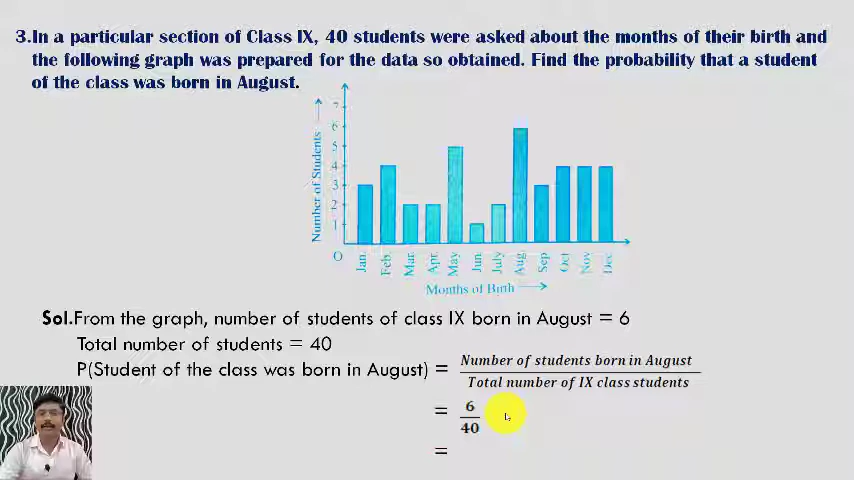 3.In a particular section of Class IX, 40 students were asked about the months of their birth and
the following graph was prepared for the data so obtained. Find the probability that a student
of the class was born in August.
Number of Students
7
6
5
4
3
2
1
O
Jan.
Feb.
Mar.
Apr.
May
Jun.
July
Aug.
Sep
Oct
Nov
Dec
Months of Birth
Sol.From the graph, number of students of class IX born in August = 6
Total number of students = 40
P(Student of the class was born in August) = Number of students born in August
Total number of IX class students
= 6
40
=